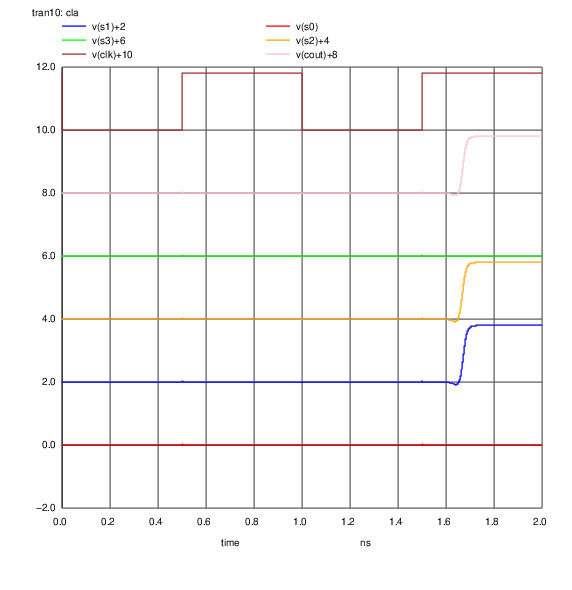 tran10: cla
v(s1)+2 v(s0)
v(s3)+6 v(s2)+4
v(clk)+10 v(cout)+8
12.0
10.0
8.0
6.0
4.0
2.0
0.0
−2.0
0.0 0.2 0.4 0.6 0.8 1.0 1.2 1.4 1.6 1.8 2.0
time ns